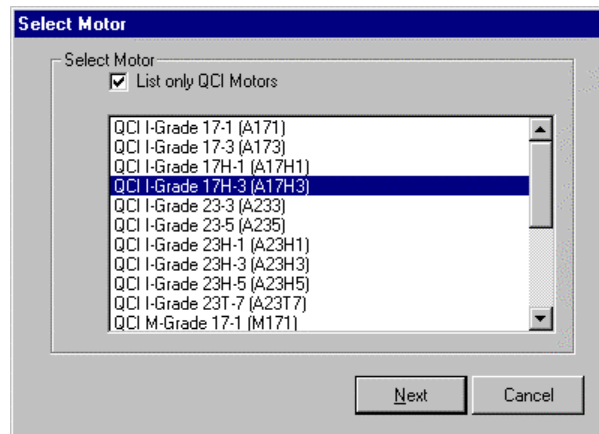 Select Motor
Select Motor
List only QCI Motors
QCI I-Grade 17-1 (A171)
QCI I-Grade 17-3 (A173)
QCI I-Grade 17H-1 (A17H1)
QCI I-Grade 17H-3 (A17H3)
QCI I-Grade 23-3 (A233)
QCI I-Grade 23-5 (A235)
QCI I-Grade 23H-1 (A23H1)
QCI I-Grade 23H-3 (A23H3)
QCI I-Grade 23H-5 (A23H5)
QCI I-Grade 23T-7 (A23T7)
QCI M-Grade 17-1 (M171)
Next Cancel